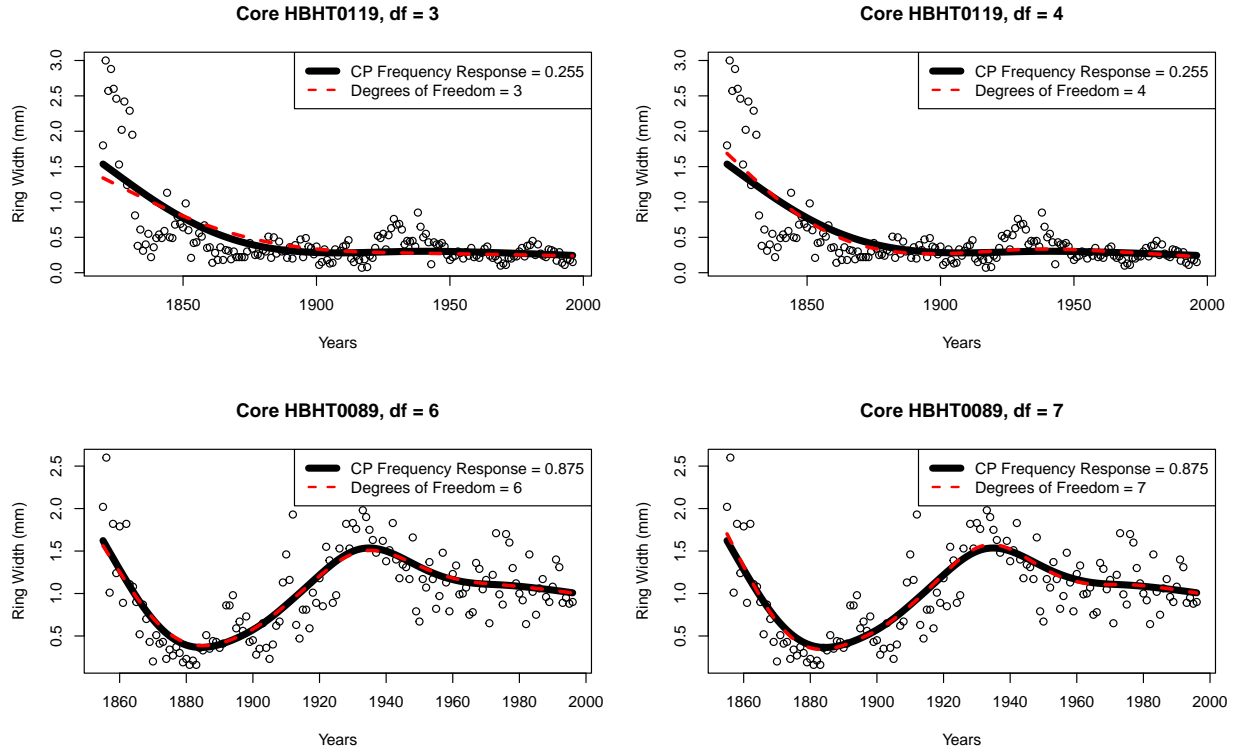 Core HBHT0119, df = 3
Ring Width (mm)
3.0
2.5
2.0
1.5
1.0
0.5
0.0
CP Frequency Response = 0.255
Degrees of Freedom = 3
1850 1900 1950 2000
Years
Core HBHT0119, df = 4
Ring Width (mm)
3.0
2.5
2.0
1.5
1.0
0.5
0.0
CP Frequency Response = 0.255
Degrees of Freedom = 4
1850 1900 1950 2000
Years
Core HBHT0089, df = 6
Ring Width (mm)
2.5
2.0
1.5
1.0
0.5
CP Frequency Response = 0.875
Degrees of Freedom = 6
1860 1880 1900 1920 1940 1960 1980 2000
Years
Core HBHT0089, df = 7
Ring Width (mm)
2.5
2.0
1.5
1.0
0.5
CP Frequency Response = 0.875
Degrees of Freedom = 7
1860 1880 1900 1920 1940 1960 1980 2000
Years